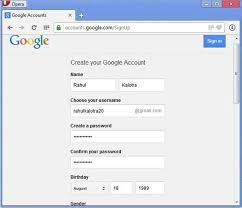 Opera
Google Accounts
accounts.google.com/SignUp
Google
Sign in
Create your Google Account
Name
Rahul Kalotra
Choose your username
rahulkalotra20 @gmail.com
Create a password
Confirm your password
Birthday
August 18 1989
Gender